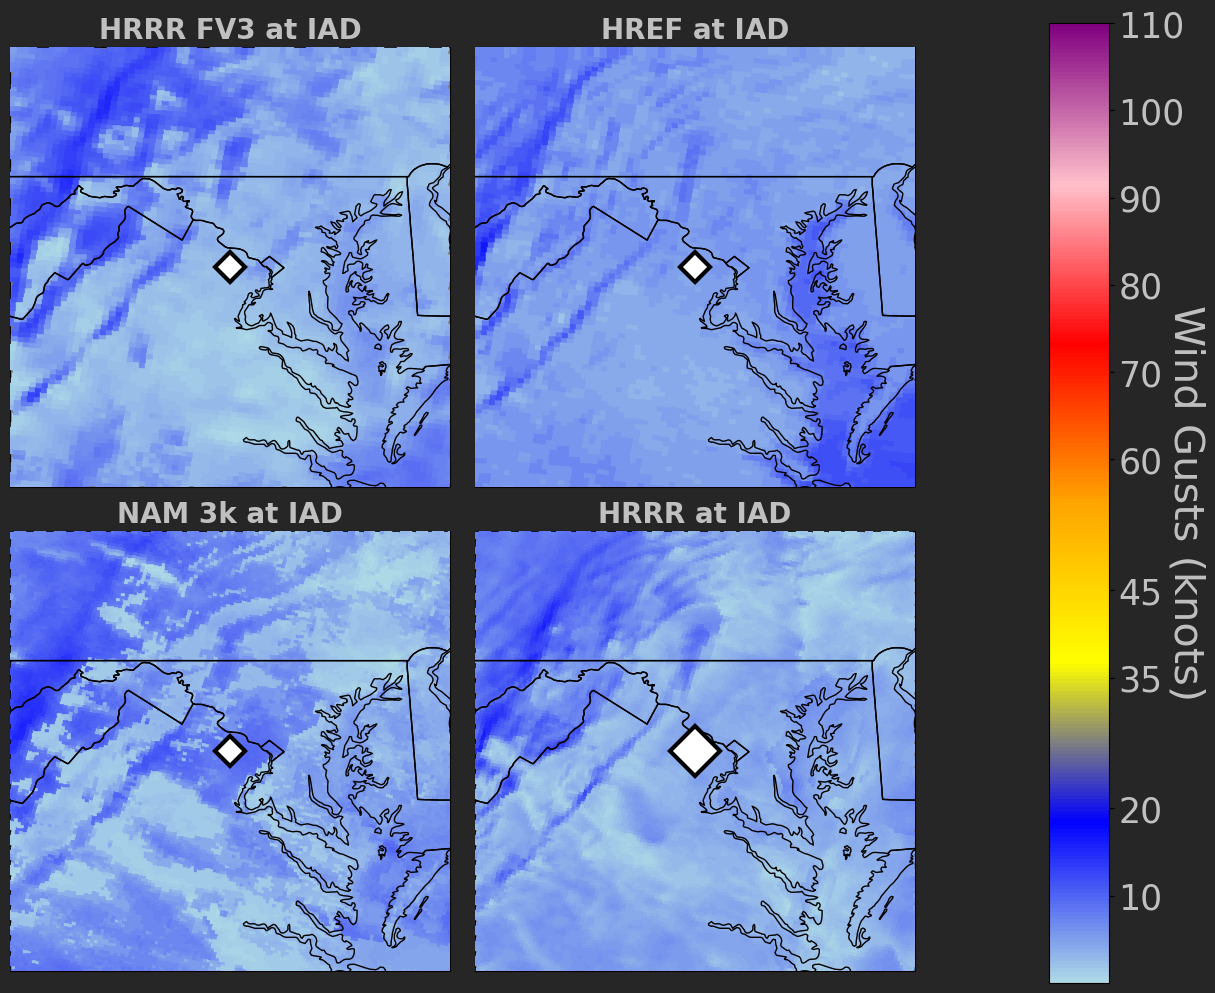 HRRR FV3 at IAD
HREF at IAD
NAM 3k at IAD
HRRR at IAD
110
100
90
80
70
60
45
35
20
10
Wind Gusts (knots)